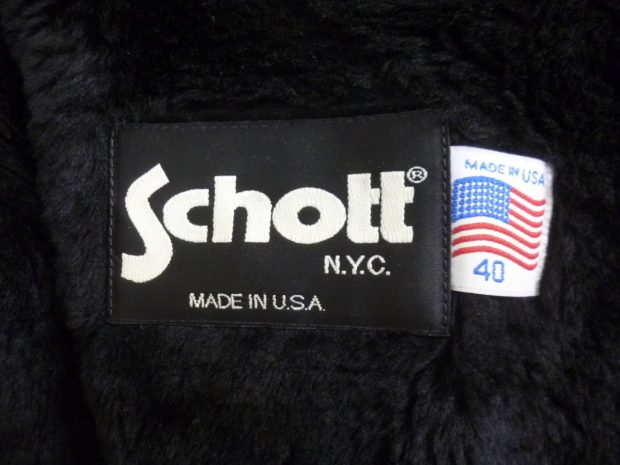 Schott®
N.Y.C.
MADE IN U.S.A.
MADE IN USA
40